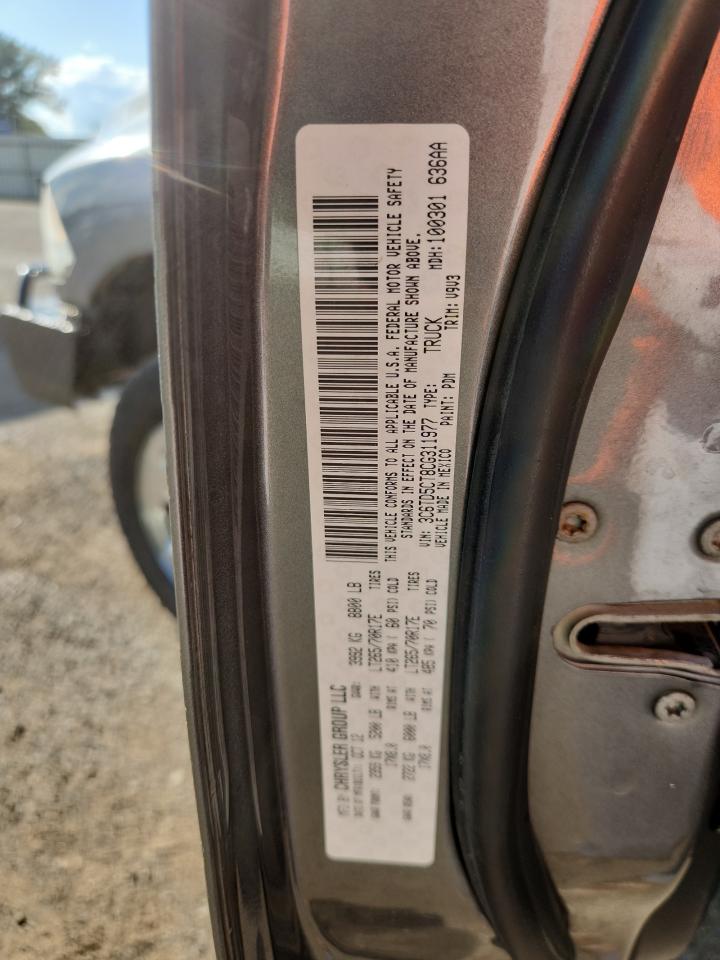 MFD BY CHRYSLER GROUP LLC
DATE OF MFR OCT 12 GVWR: 3992 KG 8800 LB
GAWR FRONT: 2359 KG 5200 LB WITH LT265/70R17E TIRES
17X8.0 RIMS AT 410 KPA( 60 PSI) COLD
GAWR REAR: 2722 KG 6000 LB WITH LT265/70R17E TIRES
17X8.0 RIMS AT 485 KPA( 70 PSI) COLD
THIS VEHICLE CONFORMS TO ALL APPLICABLE U.S.A. FEDERAL MOTOR VEHICLE SAFETY
STANDARDS IN EFFECT ON THE DATE OF MANUFACTURE SHOWN ABOVE.
VIN: 3C6TD5CT8CG311977 TYPE: TRUCK MDH: 100301 636AA
VEHICLE MADE IN MEXICO PAINT: PDM TRIM: V9V3